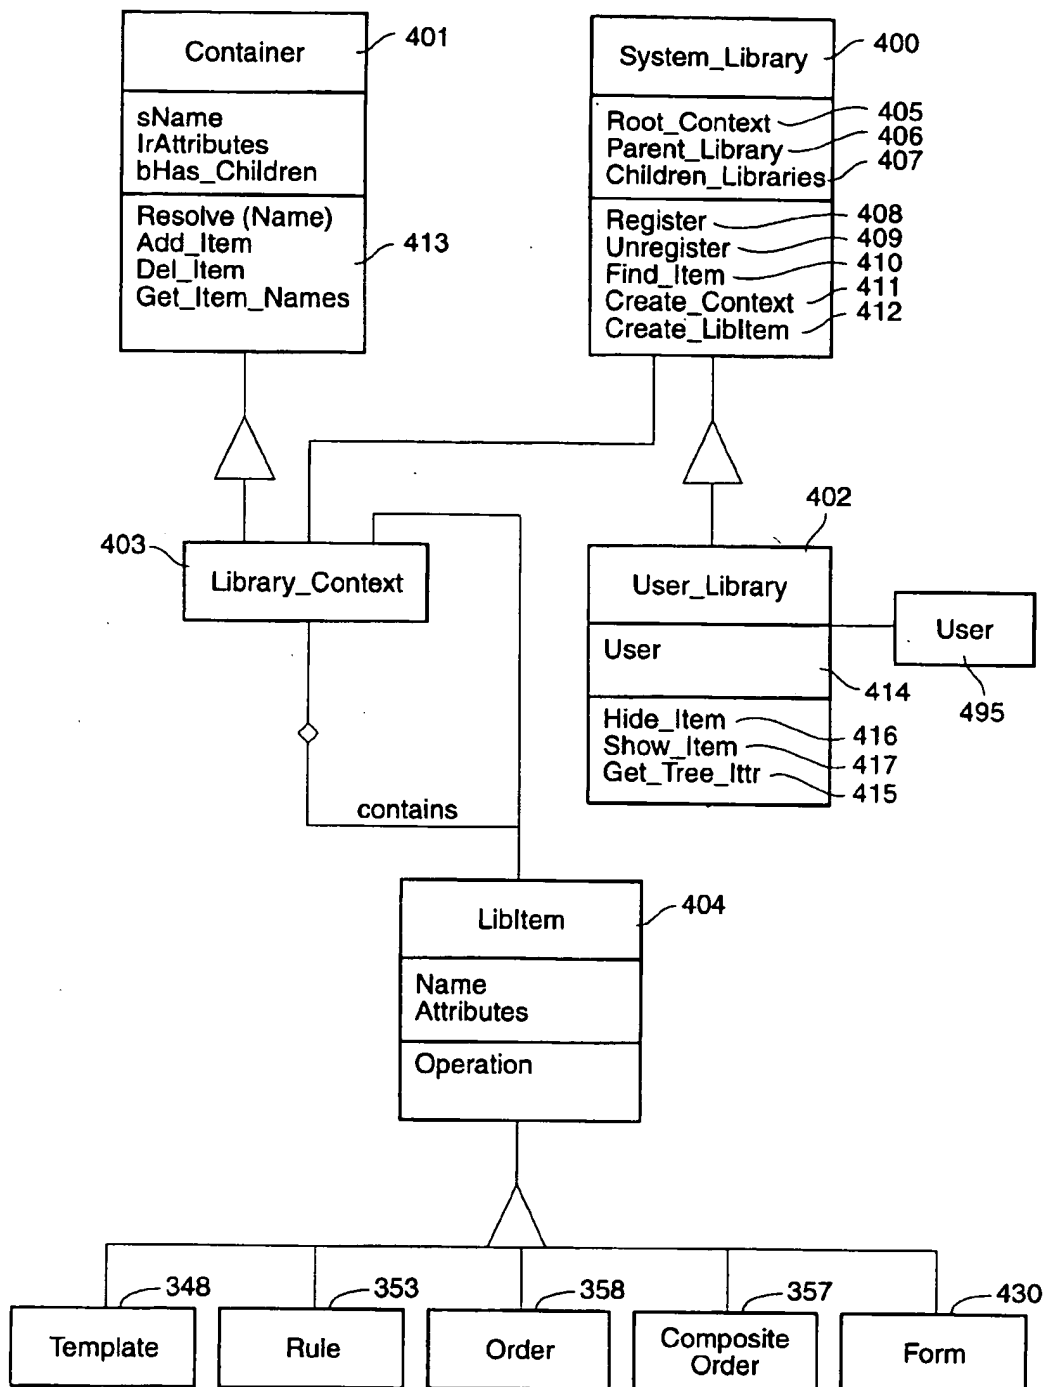 Container
401
sName
IrAttributes
bHas_Children
Resolve (Name)
Add_Item
Del_Item
Get_Item_Names
413
System_Library
400
Root_Context
405
Parent_Library
406
Children_Libraries
407
Register
408
Unregister
409
Find_Item
410
Create_Context
411
Create_LibItem
412
403
Library_Context
402
User_Library
User
414
Hide_Item
416
Show_Item
417
Get_Tree_Ittr
415
User
495
contains
LibItem
404
Name
Attributes
Operation
348
Template
353
Rule
358
Order
357
Composite
Order
430
Form